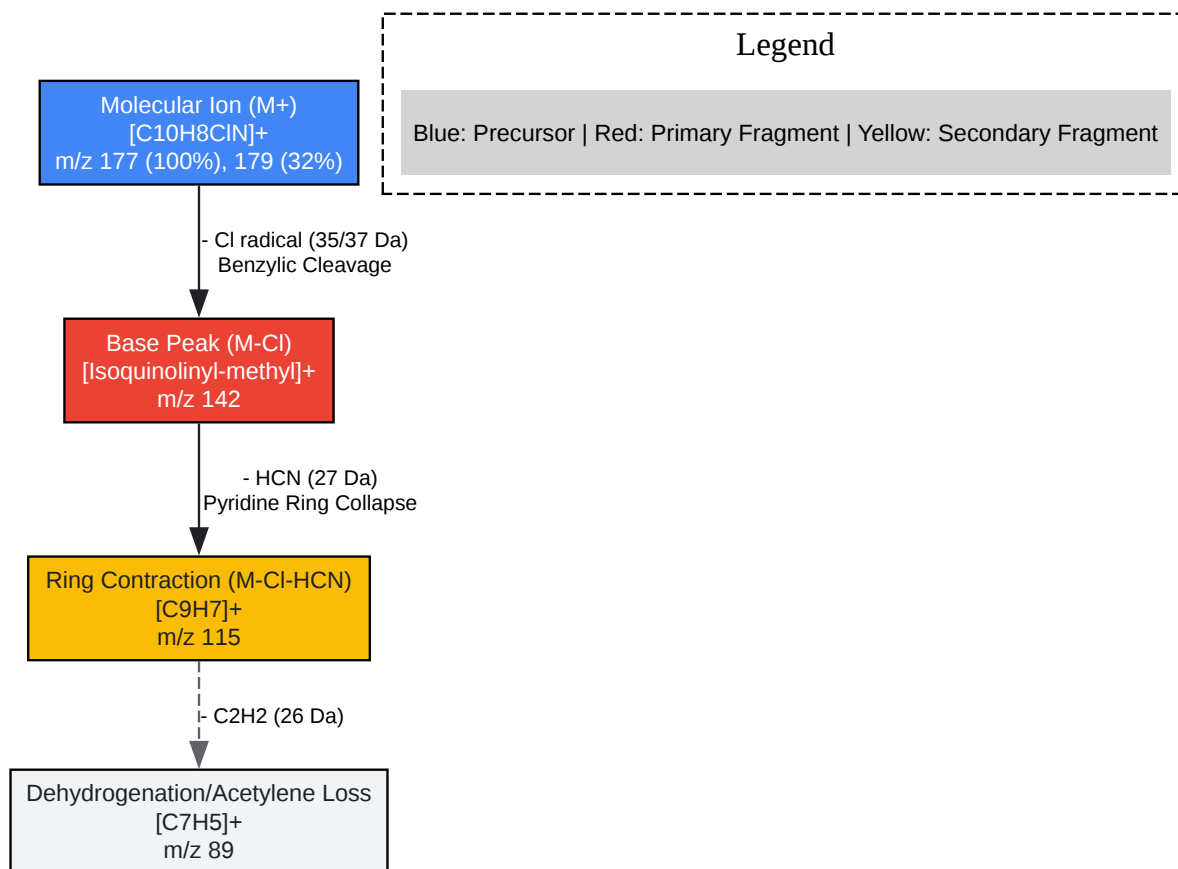 Legend
Blue: Precursor | Red: Primary Fragment | Yellow: Secondary Fragment
Molecular Ion (M+)
[C10H8ClN]+
m/z 177 (100%), 179 (32%)
- Cl radical (35/37 Da)
Benzylic Cleavage
Base Peak (M-Cl)
[Isoquinolinyl-methyl]+
m/z 142
- HCN (27 Da)
Pyridine Ring Collapse
Ring Contraction (M-Cl-HCN)
[C9H7]+
m/z 115
- C2H2 (26 Da)
Dehydrogenation/Acetylene Loss
[C7H5]+
m/z 89